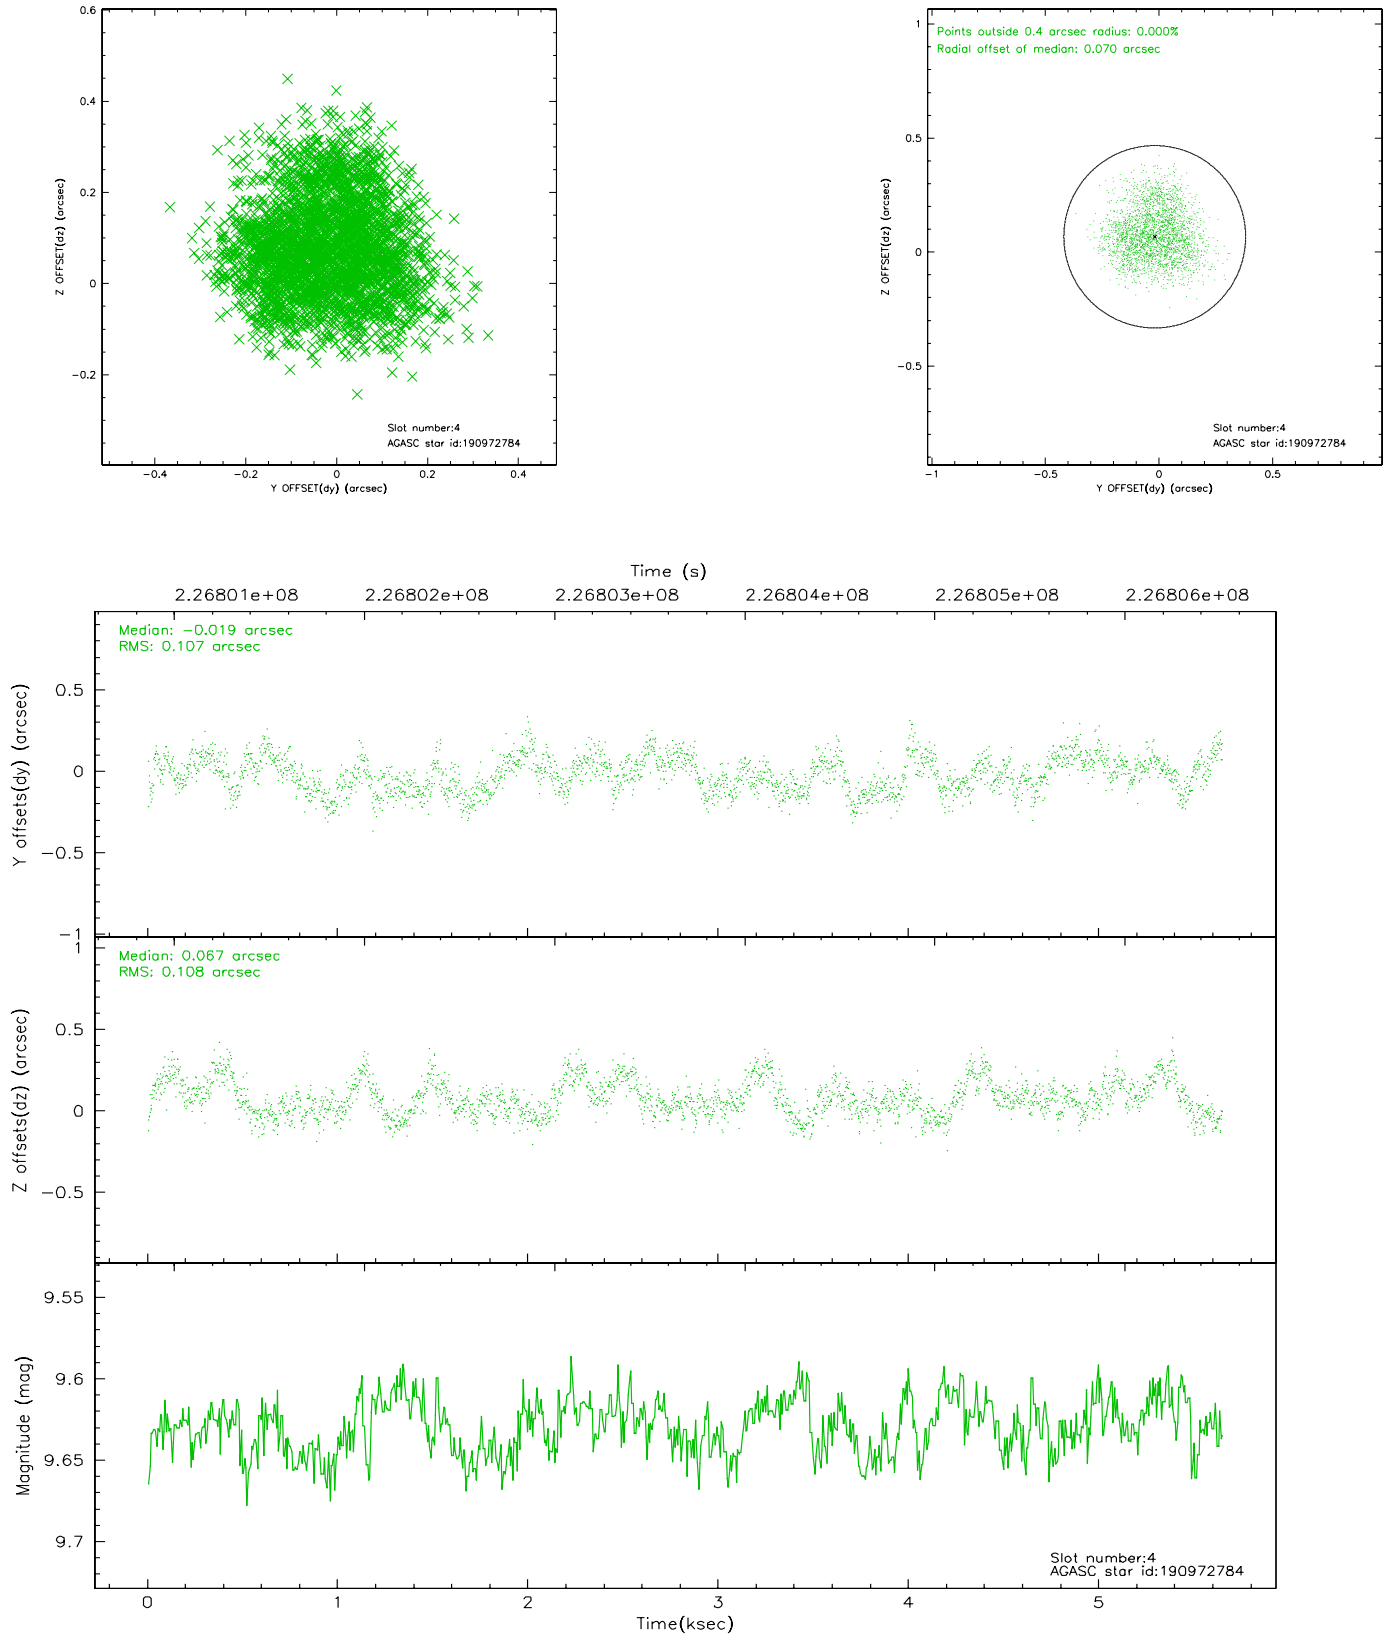 0.6
0.4
0.2
0
−0.2
Z OFFSET(dz) (arcsec)
Slot number:4
AGASC star id:190972784
−0.4 −0.2 0 0.2 0.4
Y OFFSET(dy) (arcsec)
Points outside 0.4 arcsec radius: 0.000%
Radial offset of median: 0.070 arcsec
1
0.5
0
−0.5
Z OFFSET(dz) (arcsec)
Slot number:4
AGASC star id:190972784
−1 −0.5 0 0.5
Y OFFSET(dy) (arcsec)
Time (s)
2.26801e+08 2.26802e+08 2.26803e+08 2.26804e+08 2.26805e+08 2.26806e+08
Median: −0.019 arcsec
RMS: 0.107 arcsec
0.5
0
−0.5
−1
Y offsets(dy) (arcsec)
Median: 0.067 arcsec
RMS: 0.108 arcsec
1
0.5
0
−0.5
Z offsets(dz) (arcsec)
9.55
9.6
9.65
9.7
Magnitude (mag)
Slot number:4
AGASC star id:190972784
0 1 2 3 4 5
Time(ksec)